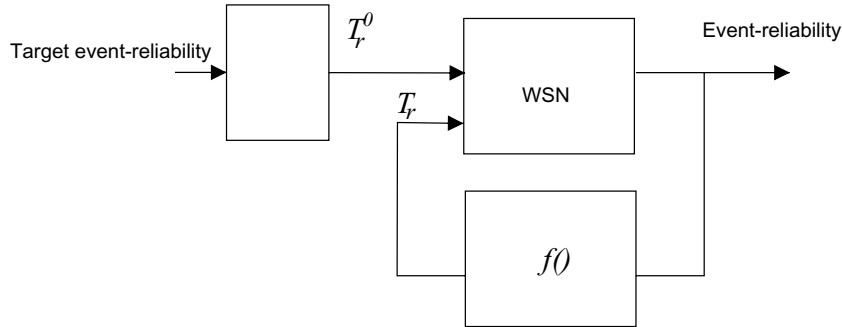 Target event-reliability
T_r^0
Event-reliability
T_r
WSN
f()